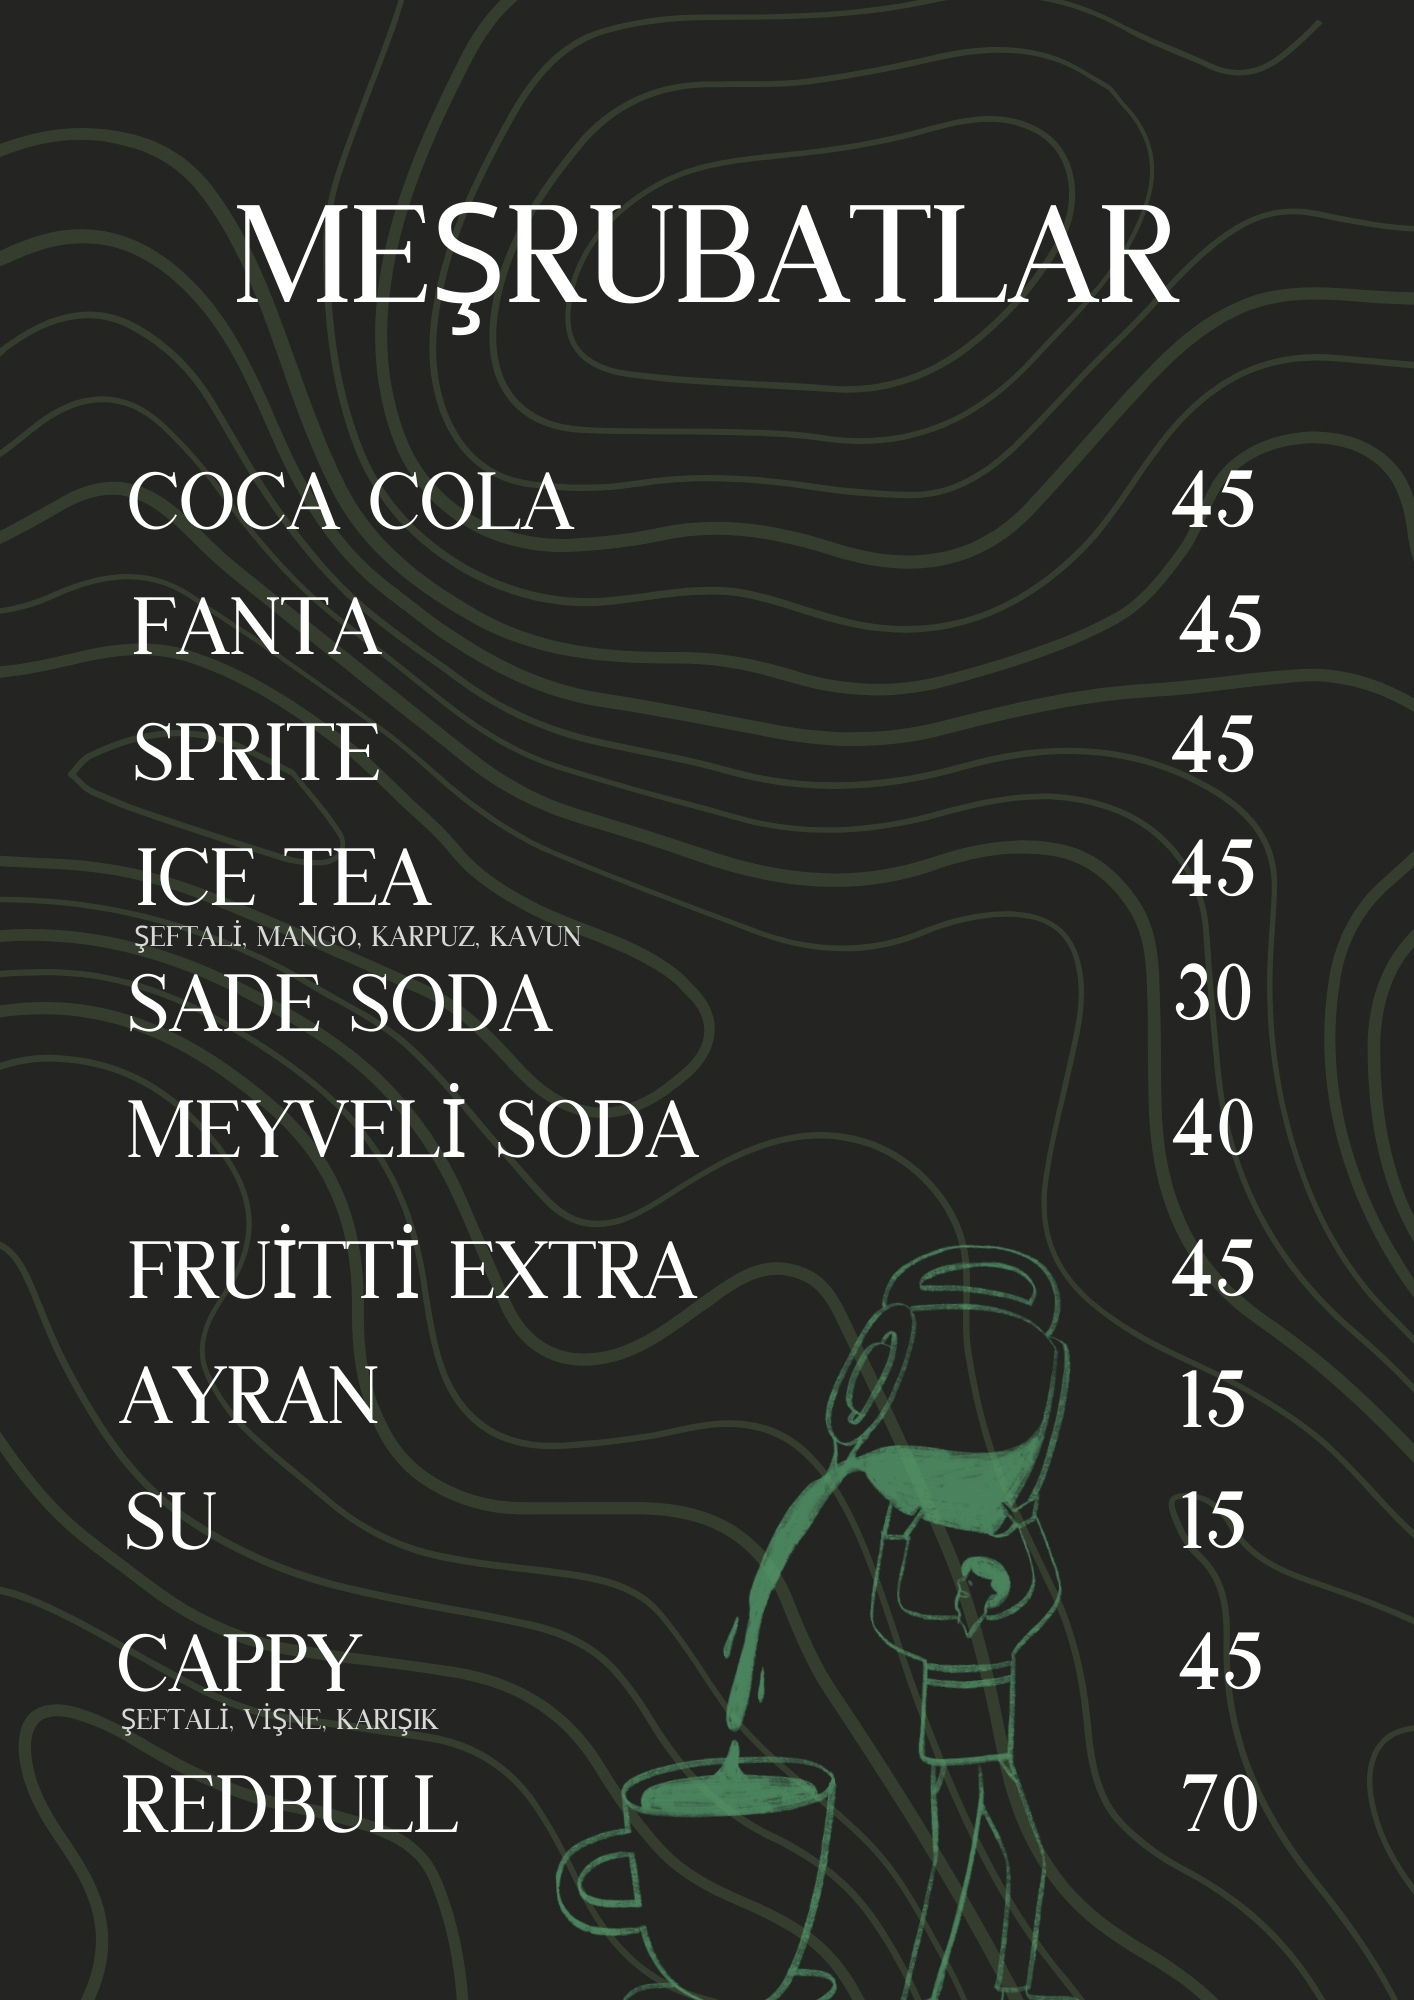 MEŞRUBATLAR
COCA COLA 45
FANTA 45
SPRITE 45
ICE TEA 45
ŞEFTALİ, MANGO, KARPUZ, KAVUN
SADE SODA 30
MEYVELİ SODA 40
FRUİTTİ EXTRA 45
AYRAN 15
SU 15
CAPPY 45
ŞEFTALİ, VİŞNE, KARIŞIK
REDBULL 70